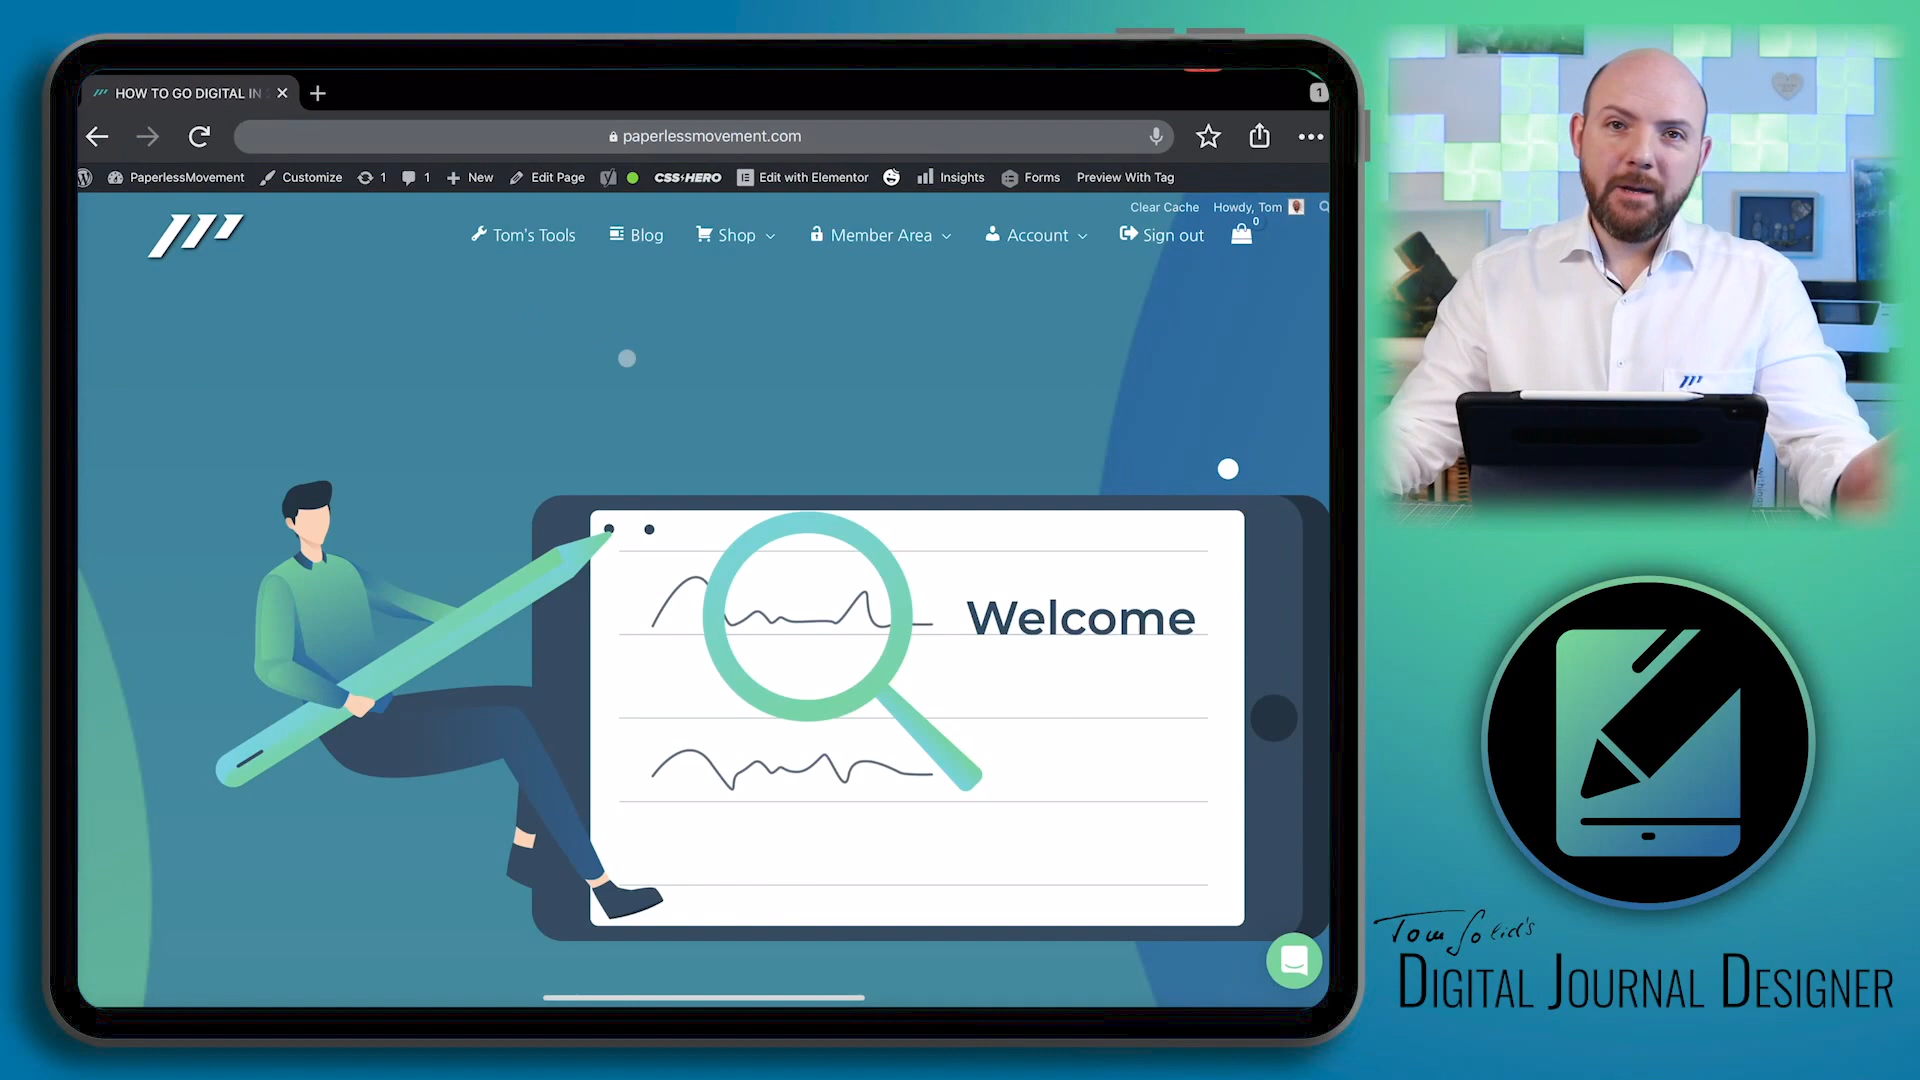 HOW TO GO DIGITAL IN
1
paperlessmovement.com
PaperlessMovement Customize 1 1 New Edit Page CSS HERO Edit with Elementor Insights Forms Preview With Tag
Clear Cache Howdy, Tom
Tom's Tools Blog Shop Member Area Account Sign out 0
Welcome
Tom Solid's
DIGITAL JOURNAL DESIGNER